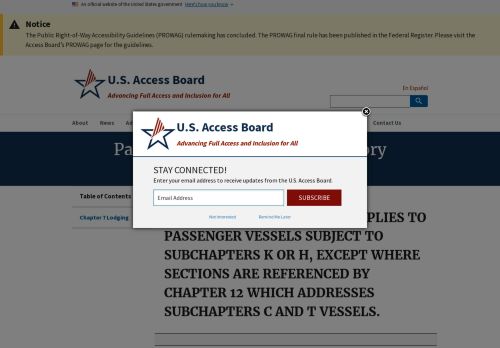 An official website of the United States government Here's how you know
Notice
The Public Right-of-Way Accessibility Guidelines (PROWAG) rulemaking has concluded. The PROWAG final rule has been published in the Federal Register. Please visit the
Access Board's PROWAG page for the guidelines.
U.S. Access Board
Advancing Full Access and Inclusion for All
En Español
About News Ad
Contact Us
U.S. Access Board
Advancing Full Access and Inclusion for All
Pa
ory
STAY CONNECTED!
Enter your email address to receive updates from the U.S. Access Board.
Email Address SUBSCRIBE
Not Interested Remind Me Later
Table of Contents
Chapter 7 Lodging
PLIES TO
PASSENGER VESSELS SUBJECT TO
SUBCHAPTERS K OR H, EXCEPT WHERE
SECTIONS ARE REFERENCED BY
CHAPTER 12 WHICH ADDRESSES
SUBCHAPTERS C AND T VESSELS.